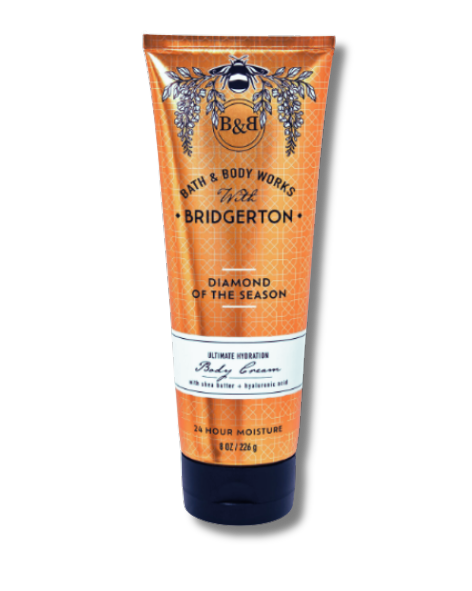 B&B
BATH & BODY WORKS
With
• BRIDGERTON •
DIAMOND
OF THE SEASON
ULTIMATE HYDRATION
Body Cream
with shea butter + hyaluronic acid
24 HOUR MOISTURE
8 OZ / 226 g